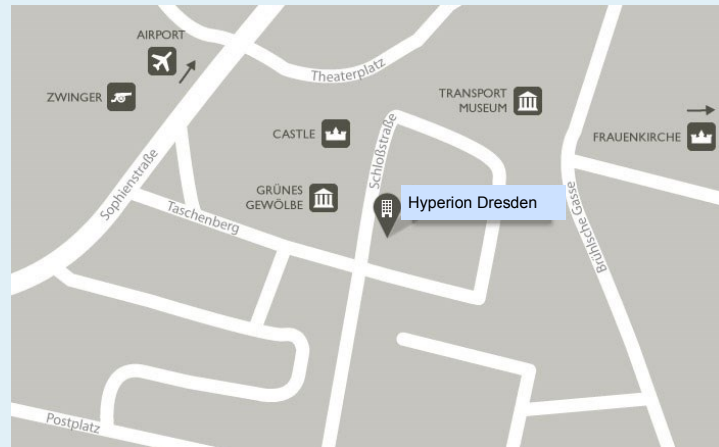 AIRPORT
ZWINGER
Theaterplatz
TRANSPORT
MUSEUM
CASTLE
FRAUENKIRCHE
Schloßstraße
GRÜNES
GEWÖLBE
Hyperion Dresden
Sophienstraße
Taschenberg
Brühlsche Gasse
Postplatz